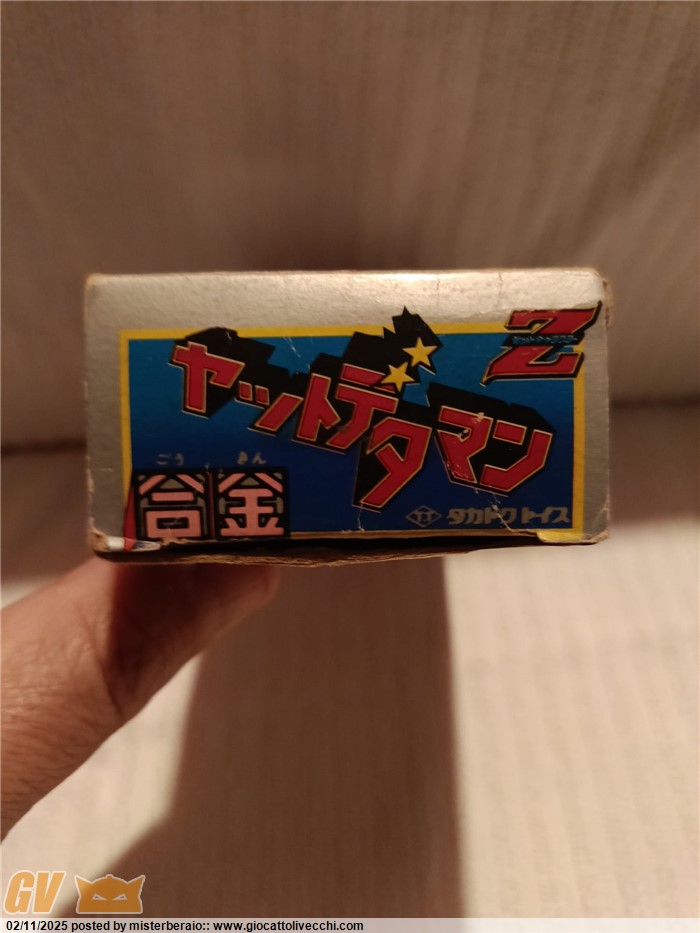 Z
ヤットデタマン
ごう きん
合金
TT タカトクトイス
GV
02/11/2025 posted by misterberaio:: www.giocattolivecchi.com